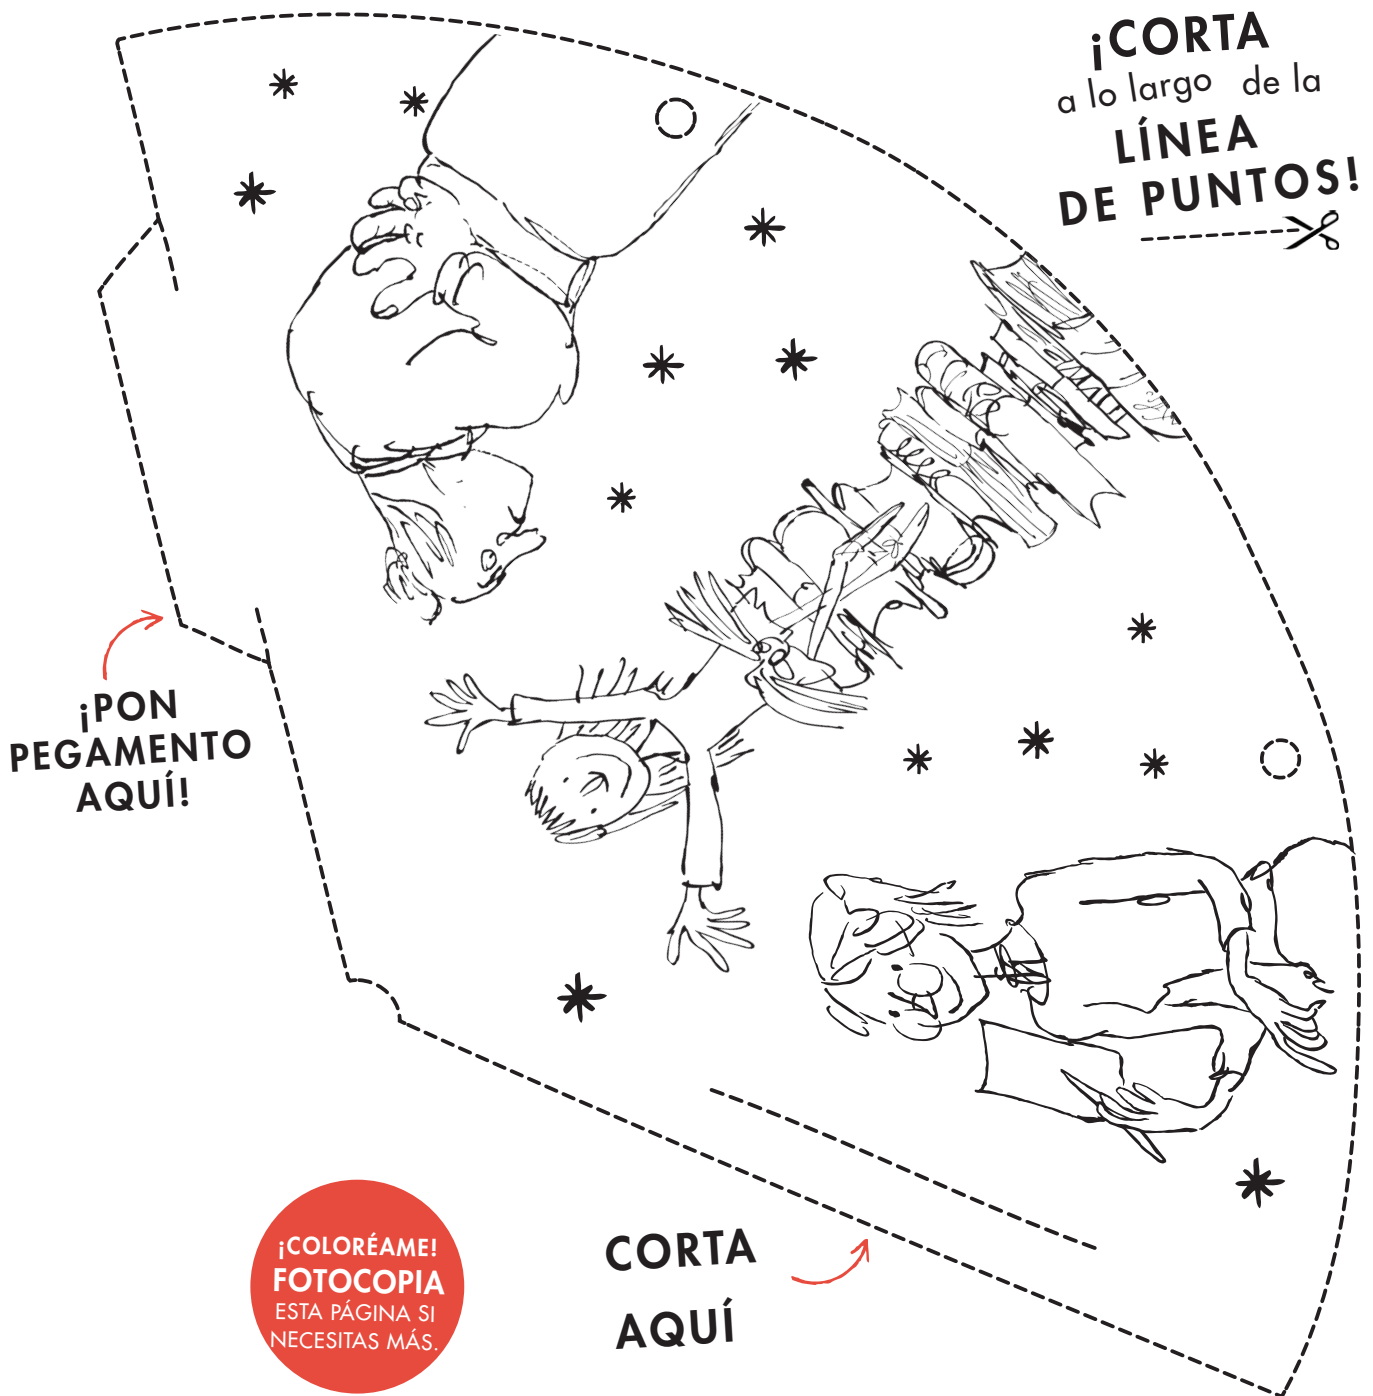 ¡CORTA
a lo largo de la
LÍNEA
DE PUNTOS!
¡PON
PEGAMENTO
AQUÍ!
¡COLORÉAME!
FOTOCOPIA
ESTA PÁGINA SI
NECESITAS MÁS.
CORTA
AQUÍ